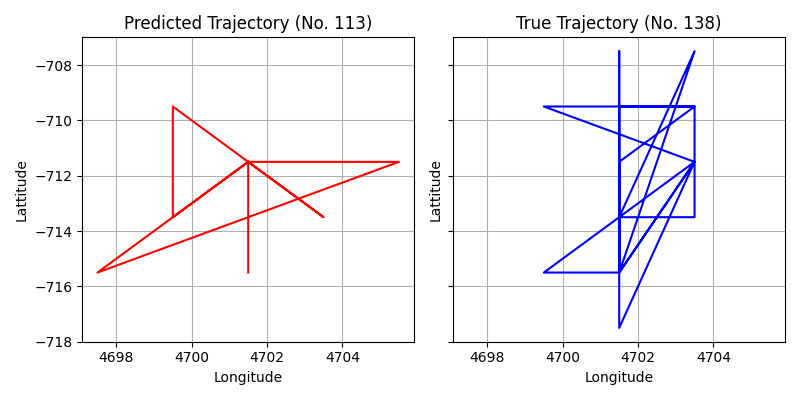 Predicted Trajectory (No. 113)
True Trajectory (No. 138)
−708
−710
−712
−714
−716
−718
Lattitude
Lattitude
4698
4700
4702
4704
4698
4700
4702
4704
Longitude
Longitude